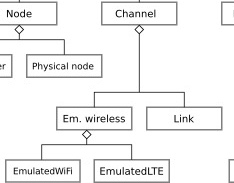 Node
Channel
Physical node
Em. wireless
Link
EmulatedWiFi
EmulatedLTE